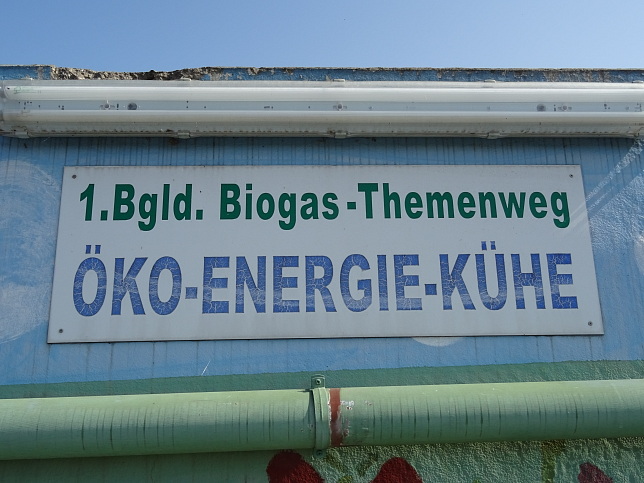 1.Bgld. Biogas-Themenweg
ÖKO-ENERGIE-KÜHE